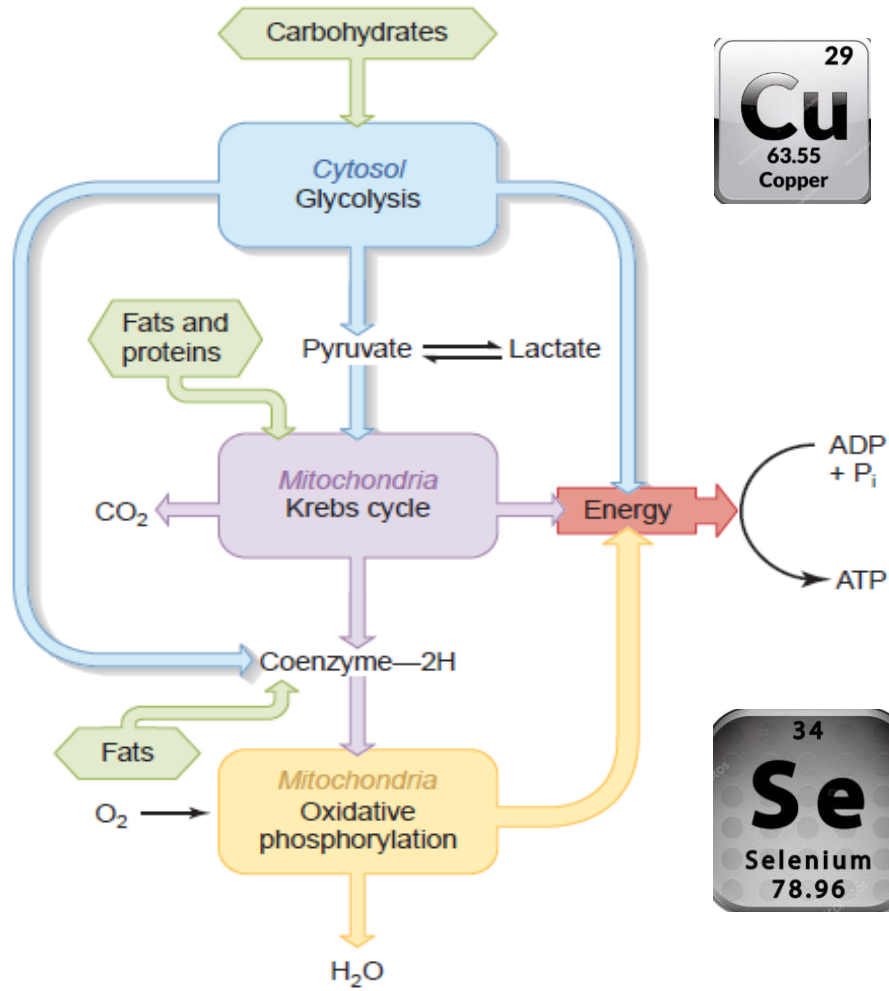 Carbohydrates
29
Cu
63.55
Copper
Cytosol
Glycolysis
Fats and
proteins
Pyruvate
Lactate
Mitochondria
Krebs cycle
CO₂
Energy
ADP
+ Pᵢ
ATP
Coenzyme—2H
Fats
Mitochondria
Oxidative
phosphorylation
O₂
34
Se
Selenium
78.96
H₂O